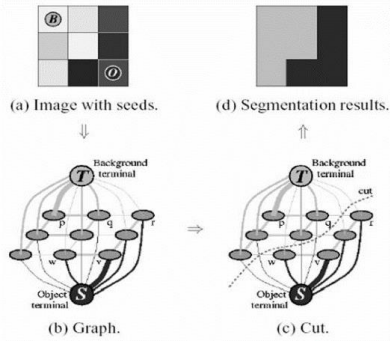 B
O
(a) Image with seeds.
(d) Segmentation results.
Background
terminal
T
p
q
r
w
v
Object
terminal
S
(b) Graph.
Background
terminal
T
cut
p
q
r
w
v
Object
terminal
S
(c) Cut.